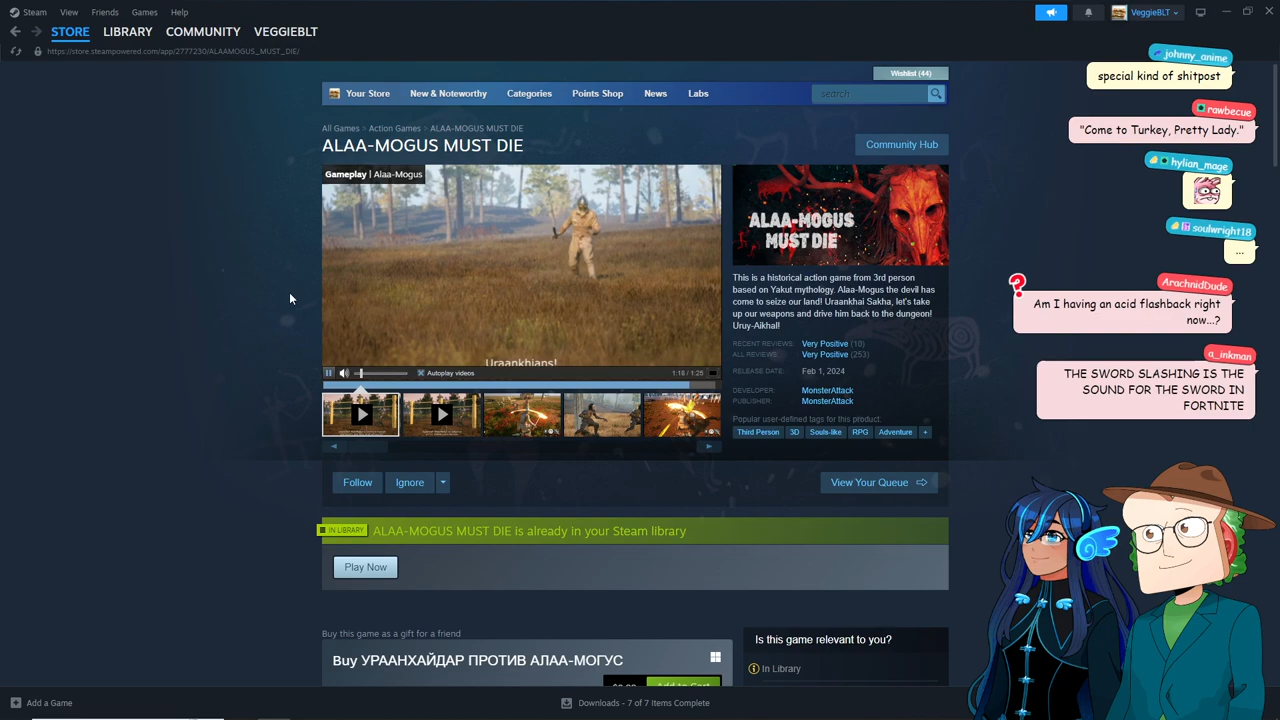 Steam View Friends Games Help
VeggieBLT
STORE LIBRARY COMMUNITY VEGGIEBLT
https://store.steampowered.com/app/2777230/ALAAMOGUS_MUST_DIE/
Wishlist (44)
Your Store New & Noteworthy Categories Points Shop News Labs
search
All Games > Action Games > ALAA-MOGUS MUST DIE
ALAA-MOGUS MUST DIE
Community Hub
Gameplay | Alaa-Mogus
Uraankhians!
Autoplay videos
1:18 / 1:25
ALAA-MOGUS
MUST DIE
This is a historical action game from 3rd person
based on Yakut mythology. Alaa-Mogus the devil has
come to seize our land! Uraankhai Sakha, let's take
up our weapons and drive him back to the dungeon!
Uruy-Aikhal!
RECENT REVIEWS: Very Positive (10)
ALL REVIEWS: Very Positive (253)
RELEASE DATE: Feb 1, 2024
DEVELOPER: MonsterAttack
PUBLISHER: MonsterAttack
Popular user-defined tags for this product:
Third Person 3D Souls-like RPG Adventure +
Follow Ignore
View Your Queue
IN LIBRARY
ALAA-MOGUS MUST DIE is already in your Steam library
Play Now
Buy this game as a gift for a friend
Buy УРААНХАЙДАР ПРОТИВ АЛАА-МОГУС
Add to Cart
Is this game relevant to you?
In Library
Add a Game
Downloads - 7 of 7 Items Complete
johnny_anime
special kind of shitpost
rawbecue
"Come to Turkey, Pretty Lady."
hylian_mage
soulwright18
...
ArachnidDude
?
Am I having an acid flashback right
now...?
a_inkman
THE SWORD SLASHING IS THE
SOUND FOR THE SWORD IN
FORTNITE